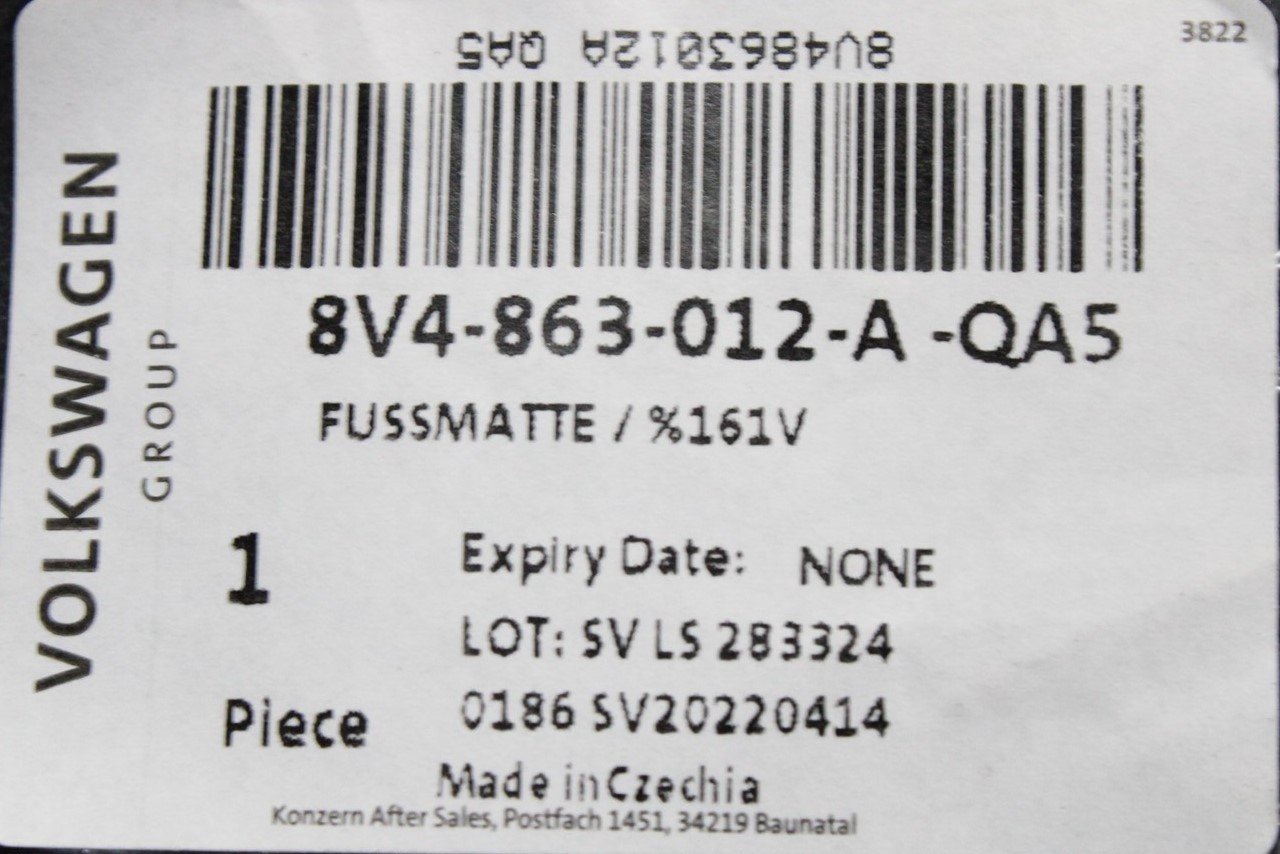 3822
8V4863012A QA5
VOLKSWAGEN
GROUP
8V4-863-012-A -QA5
FUSSMATTE / %161V
1
Piece
Expiry Date: NONE
LOT: SV LS 283324
0186 SV20220414
Made in Czechia
Konzern After Sales, Postfach 1451, 34219 Baunatal